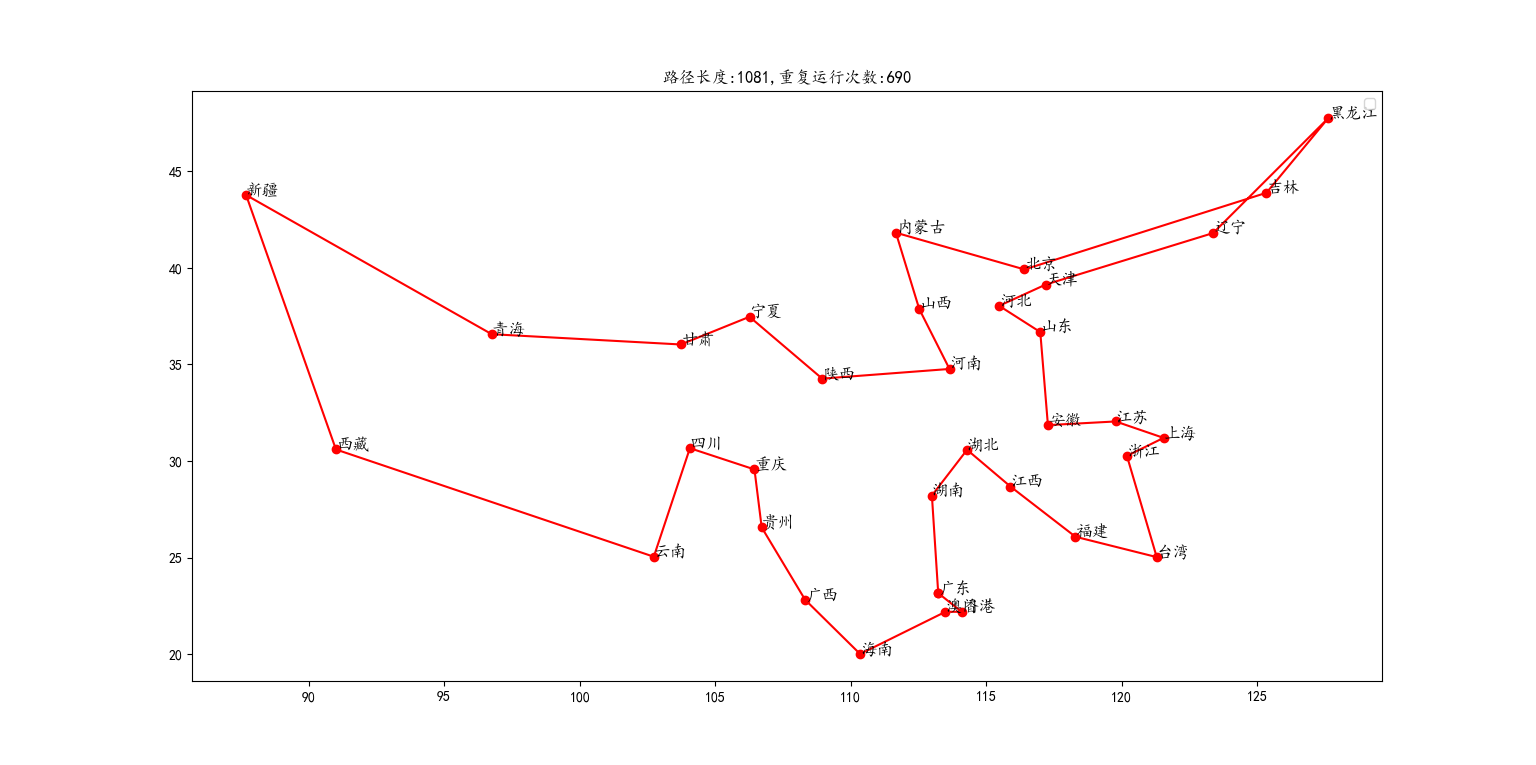 路径长度:1081,重复运行次数:690
黑龙江
45
新疆
吉林
内蒙古
辽宁
40
北京
天津
河北
山西
宁夏
青海
山东
甘肃
35
河南
陕西
安徽
江苏
上海
西藏
四川
湖北
浙江
30
重庆
江西
湖南
贵州
福建
25
云南
台湾
广东
广西
澳门
香港
20
海南
90
95
100
105
110
115
120
125